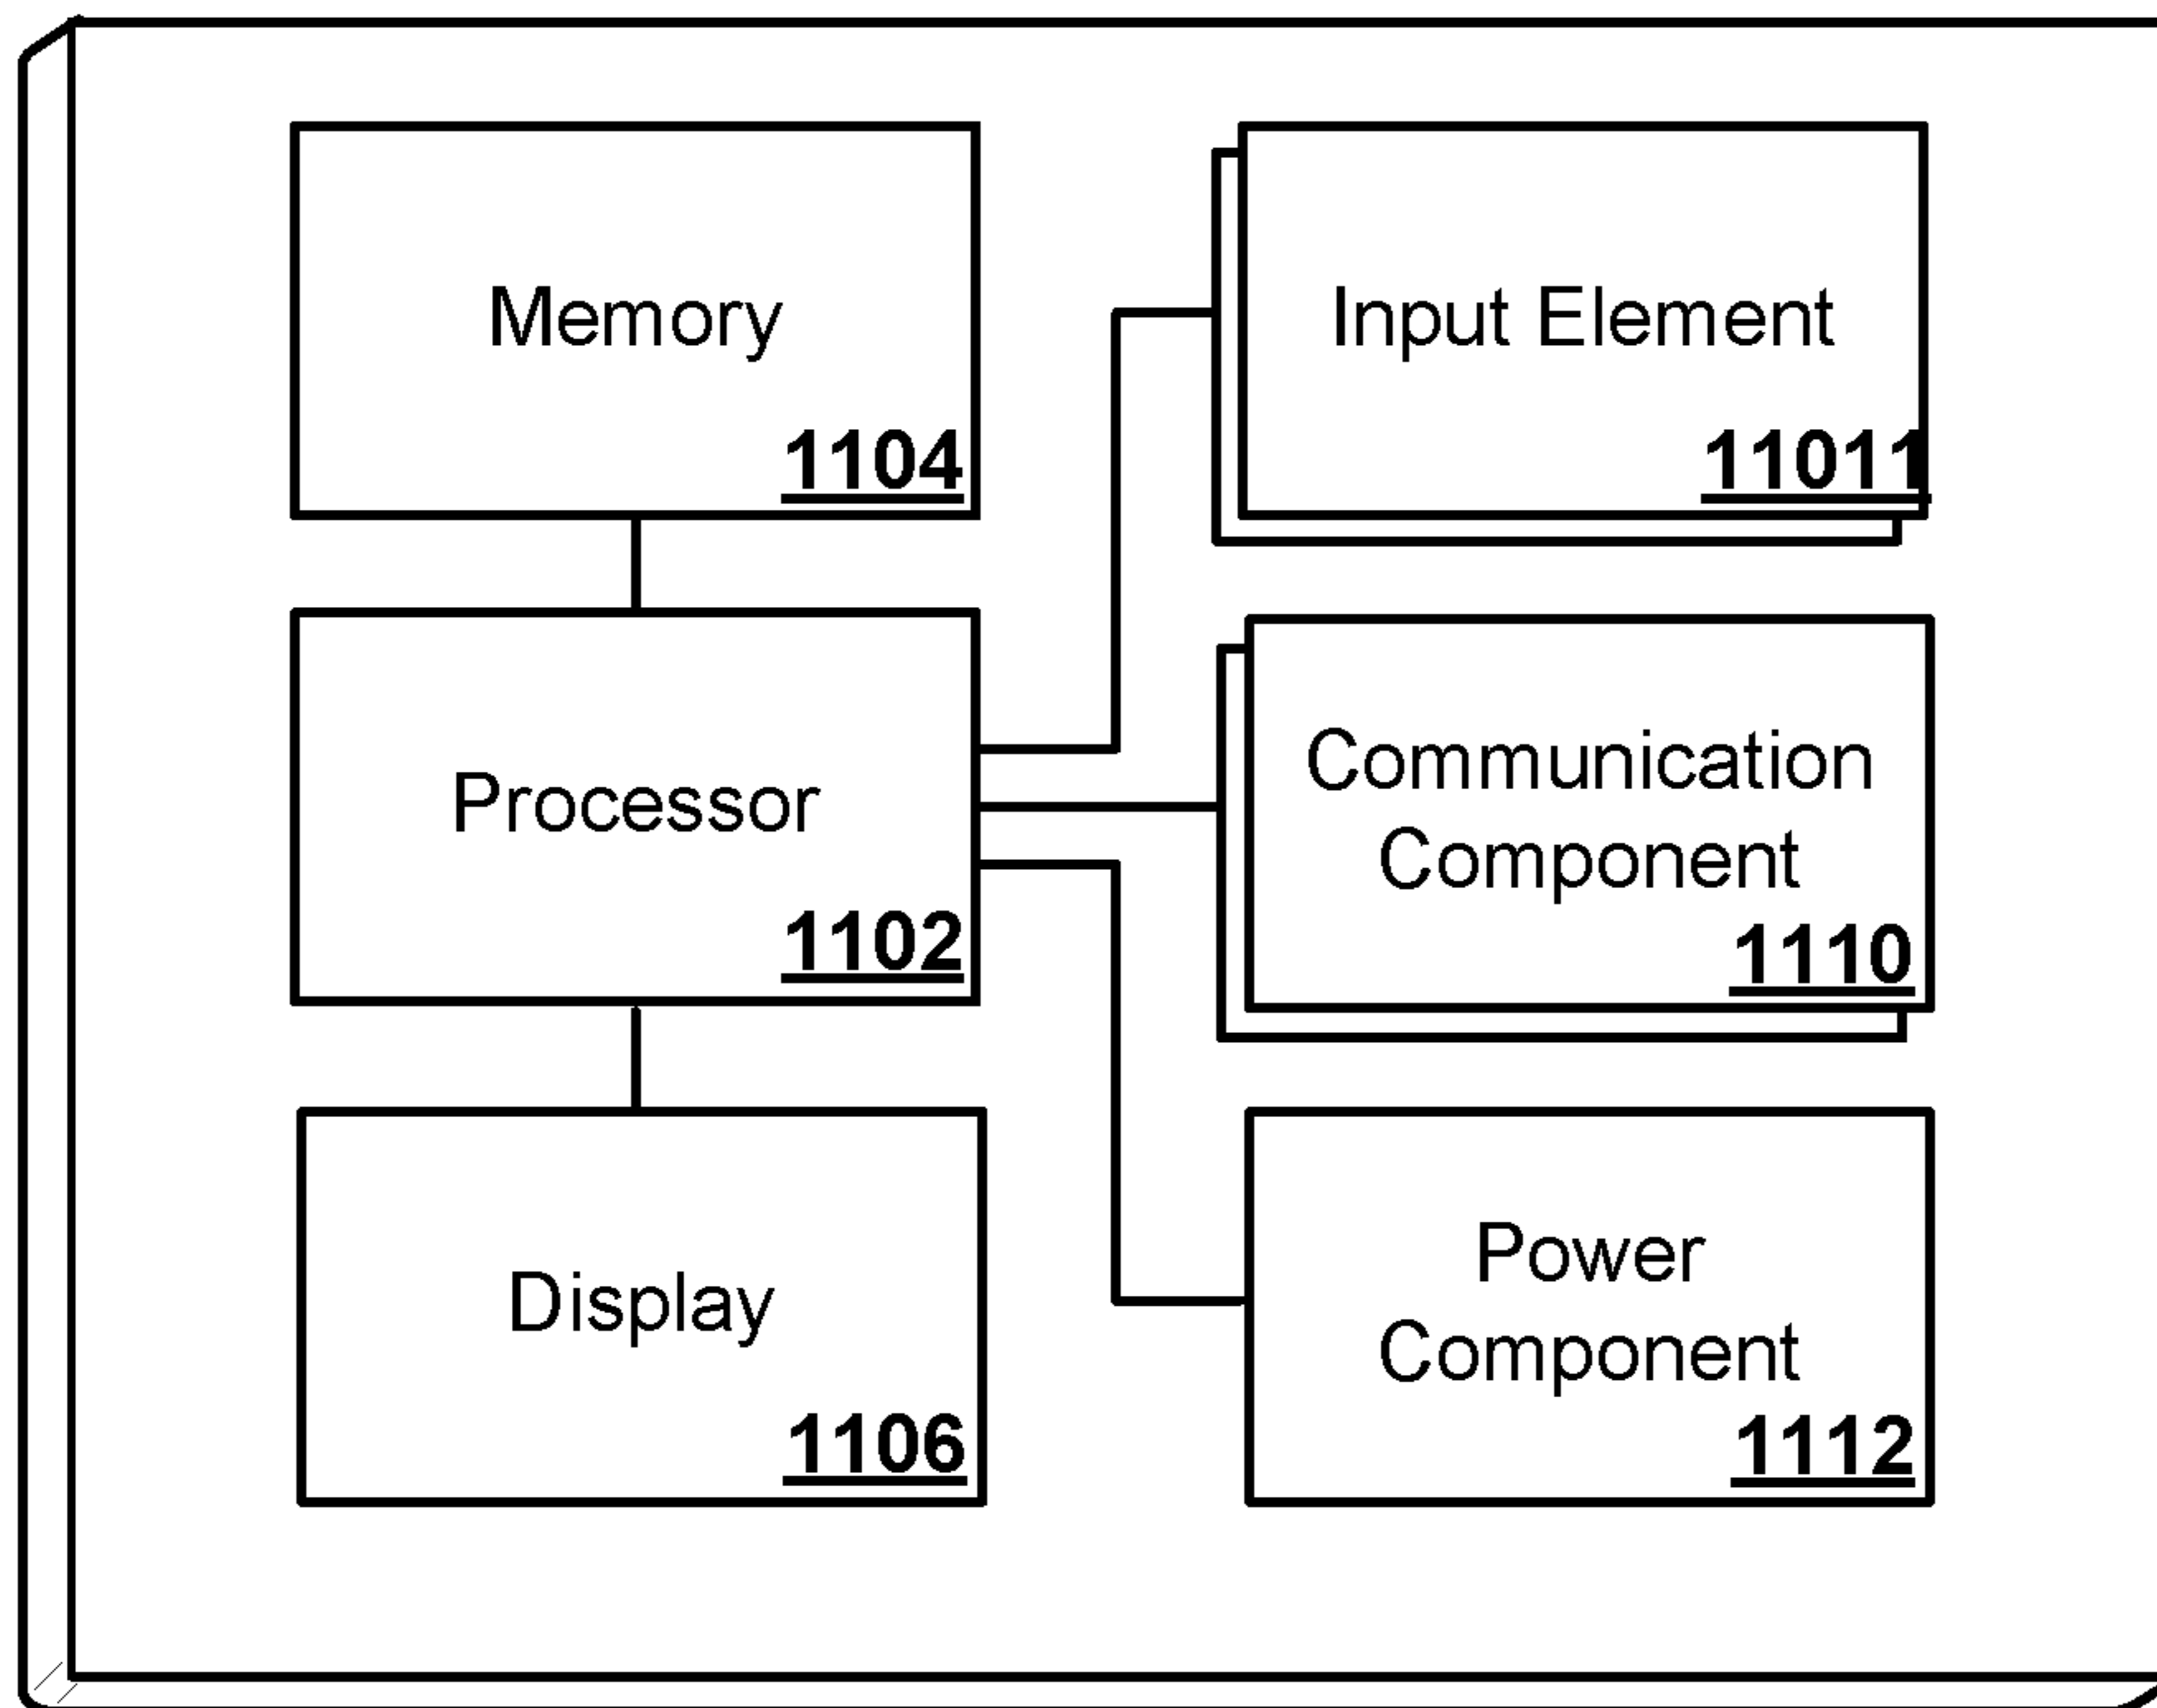 Memory
1104
Input Element
11011
Processor
1102
Communication
Component
1110
Display
1106
Power
Component
1112